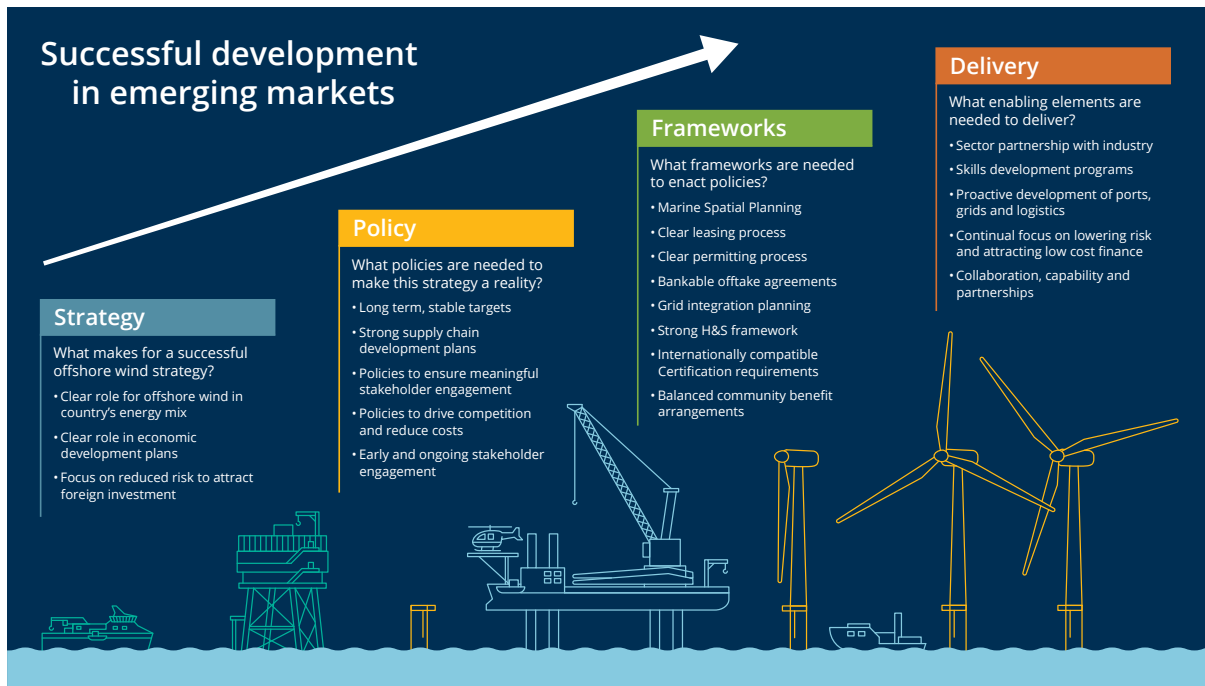 Successful development
in emerging markets
Strategy
What makes for a successful
offshore wind strategy?
• Clear role for offshore wind in
country’s energy mix
• Clear role in economic
development plans
• Focus on reduced risk to attract
foreign investment
Policy
What policies are needed to
make this strategy a reality?
• Long term, stable targets
• Strong supply chain
development plans
• Policies to ensure meaningful
stakeholder engagement
• Policies to drive competition
and reduce costs
• Early and ongoing stakeholder
engagement
Frameworks
What frameworks are needed
to enact policies?
• Marine Spatial Planning
• Clear leasing process
• Clear permitting process
• Bankable offtake agreements
• Grid integration planning
• Strong H&S framework
• Internationally compatible
Certification requirements
• Balanced community benefit
arrangements
Delivery
What enabling elements are
needed to deliver?
• Sector partnership with industry
• Skills development programs
• Proactive development of ports,
grids and logistics
• Continual focus on lowering risk
and attracting low cost finance
• Collaboration, capability and
partnerships